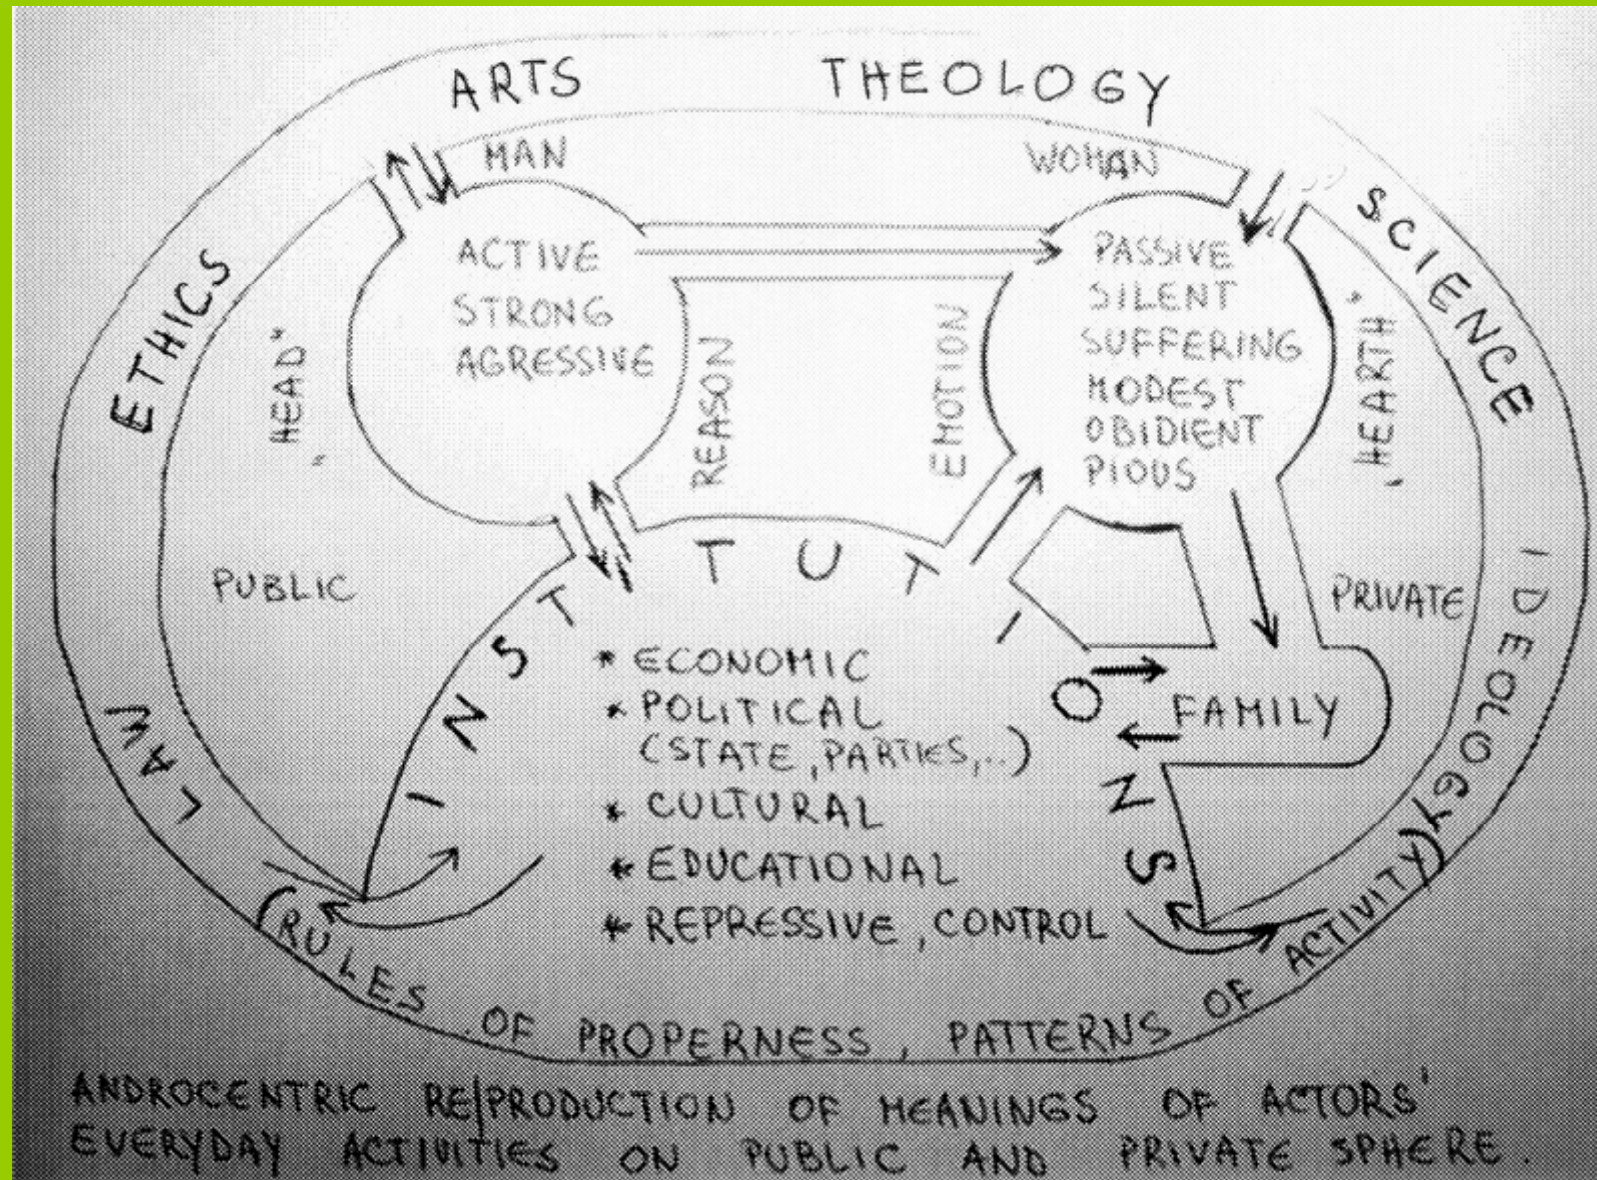 ARTS THEOLOGY
MAN WOMAN
ETHICS
SCIENCE
ACTIVE
STRONG
AGRESSIVE
PASSIVE
SILENT
SUFFERING
MODEST
OBIDIENT
PIOUS
"HEAD"
REASON
EMOTION
"HEARTH"
PUBLIC
PRIVATE
INSTITUTIONS
* ECONOMIC
* POLITICAL
(STATE, PARTIES,..)
* CULTURAL
* EDUCATIONAL
* REPRESSIVE, CONTROL
FAMILY
LAW
IDEOLOGY
(RULES OF PROPERNESS, PATTERNS OF ACTIVITY)
ANDROCENTRIC RE/PRODUCTION OF MEANINGS OF ACTORS'
EVERYDAY ACTIVITIES ON PUBLIC AND PRIVATE SPHERE.